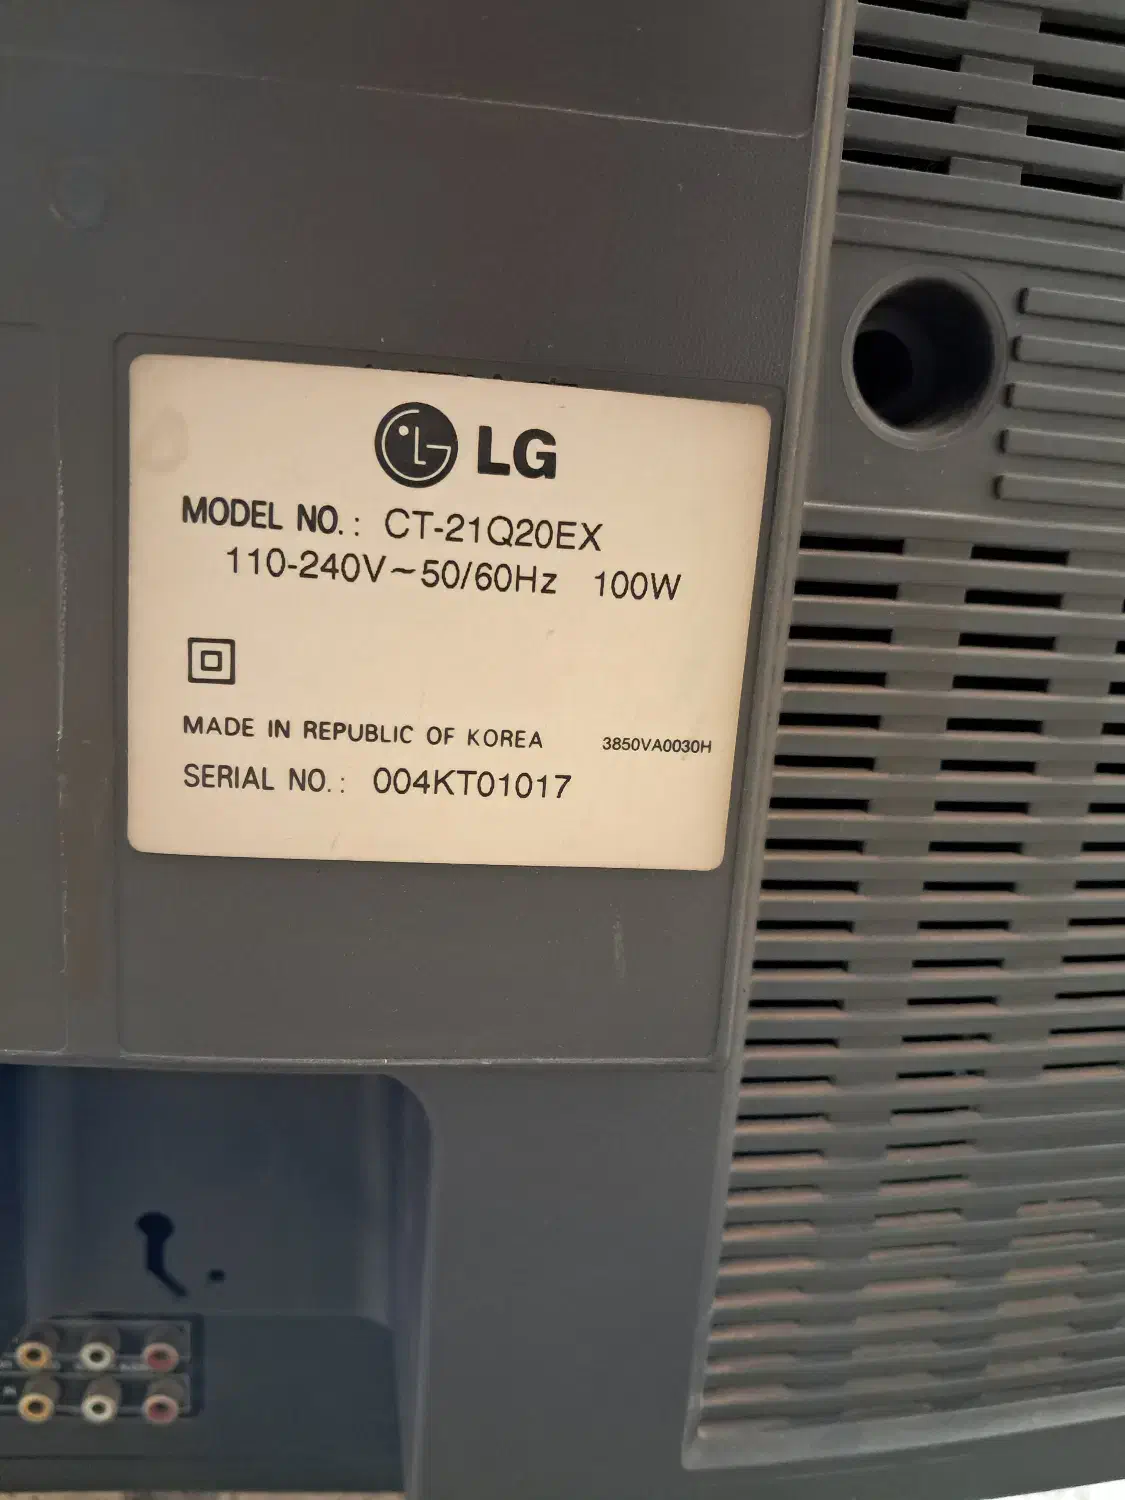 LG
MODEL NO.: CT-21Q20EX
110-240V~50/60Hz 100W
MADE IN REPUBLIC OF KOREA 3850VA0030H
SERIAL NO.: 004KT01017